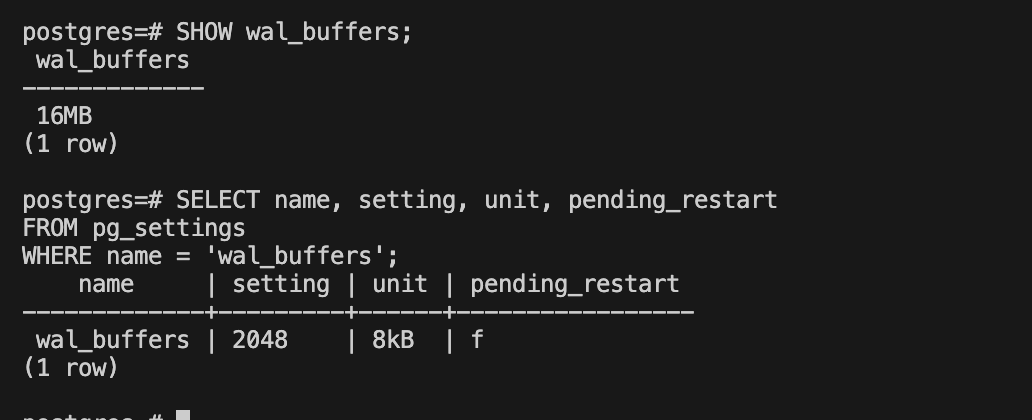 postgres=# SHOW wal_buffers;
 wal_buffers
-------------
 16MB
(1 row)

postgres=# SELECT name, setting, unit, pending_restart
FROM pg_settings
WHERE name = 'wal_buffers';
    name     | setting | unit | pending_restart
-------------+---------+------+-----------------
 wal_buffers | 2048    | 8kB  | f
(1 row)

postgres=#